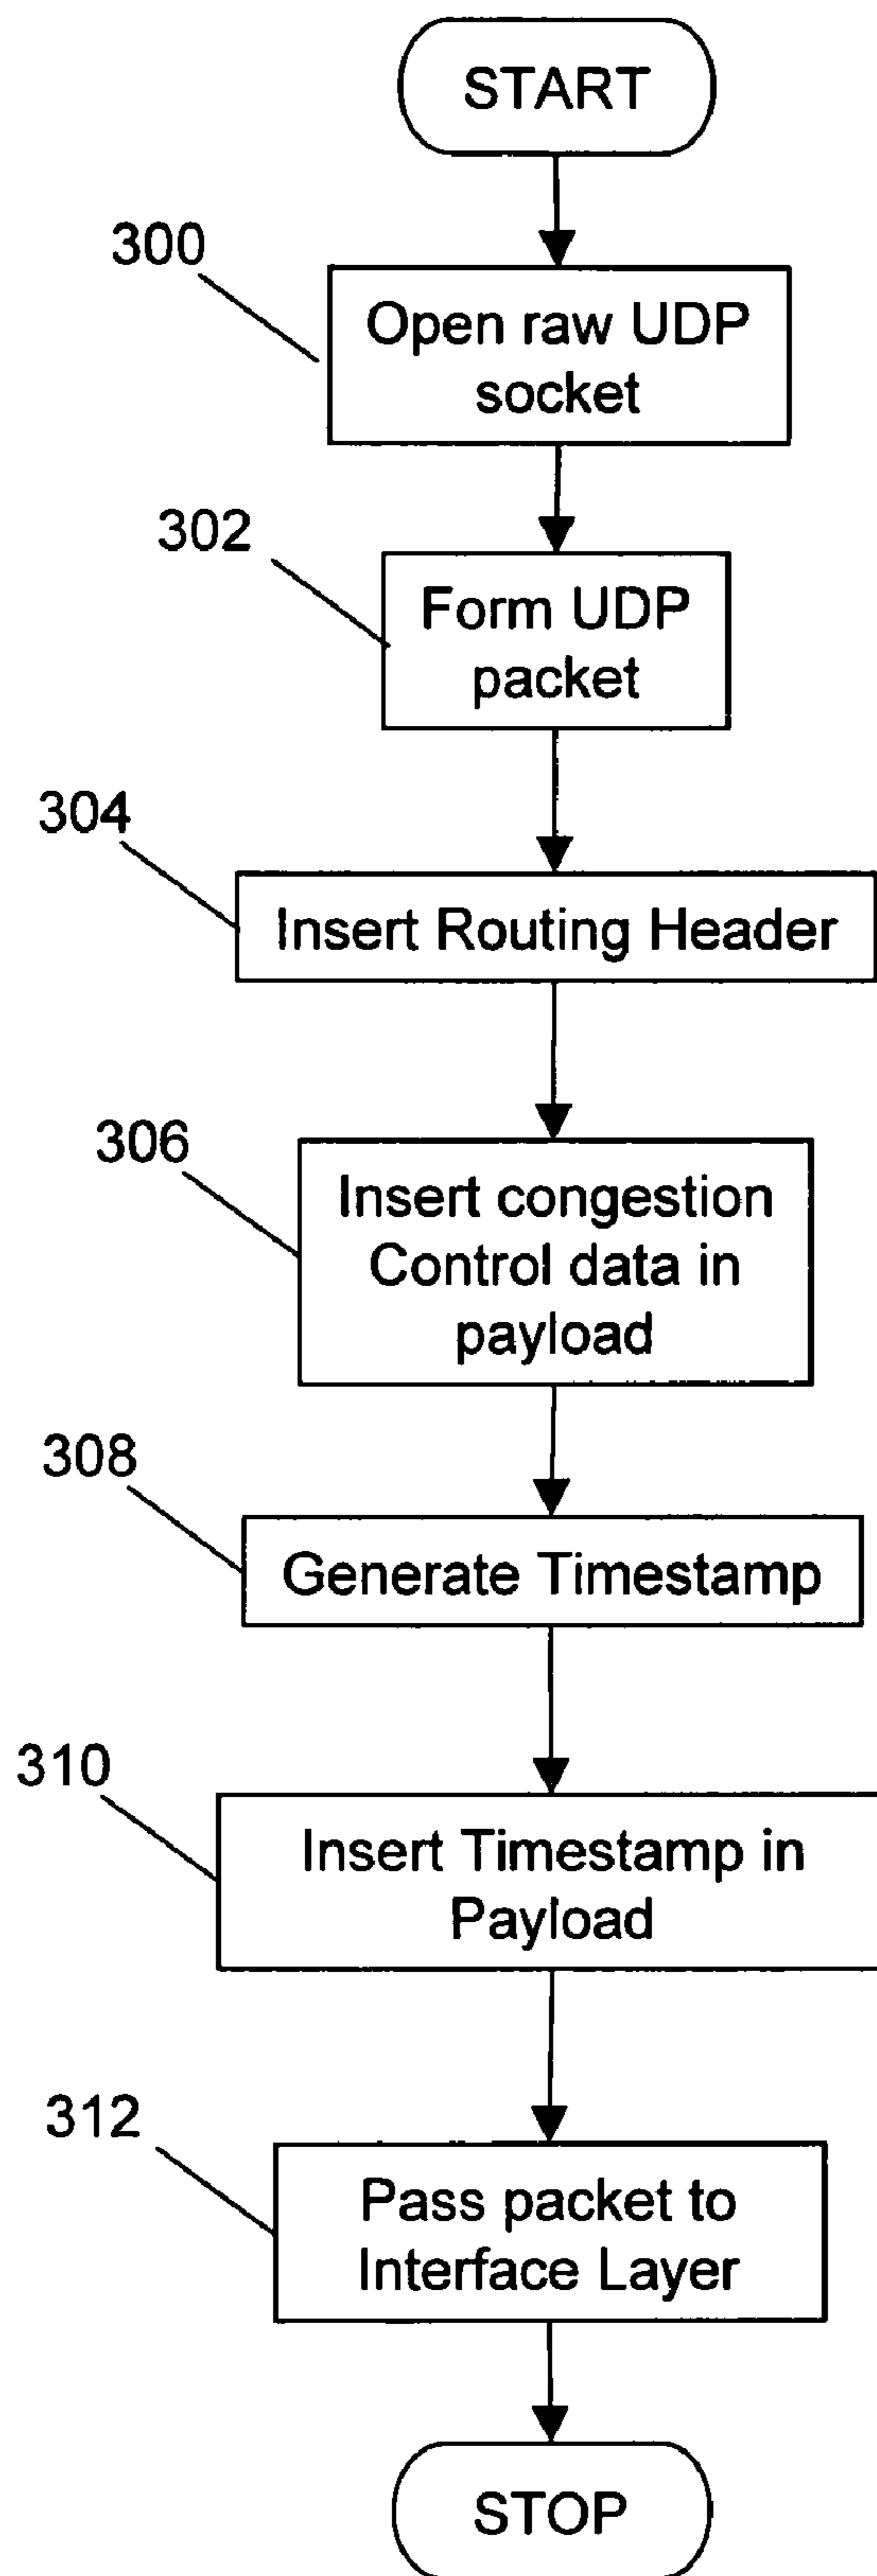 START
300
Open raw UDP
socket
302
Form UDP
packet
304
Insert Routing Header
306
Insert congestion
Control data in
payload
308
Generate Timestamp
310
Insert Timestamp in
Payload
312
Pass packet to
Interface Layer
STOP